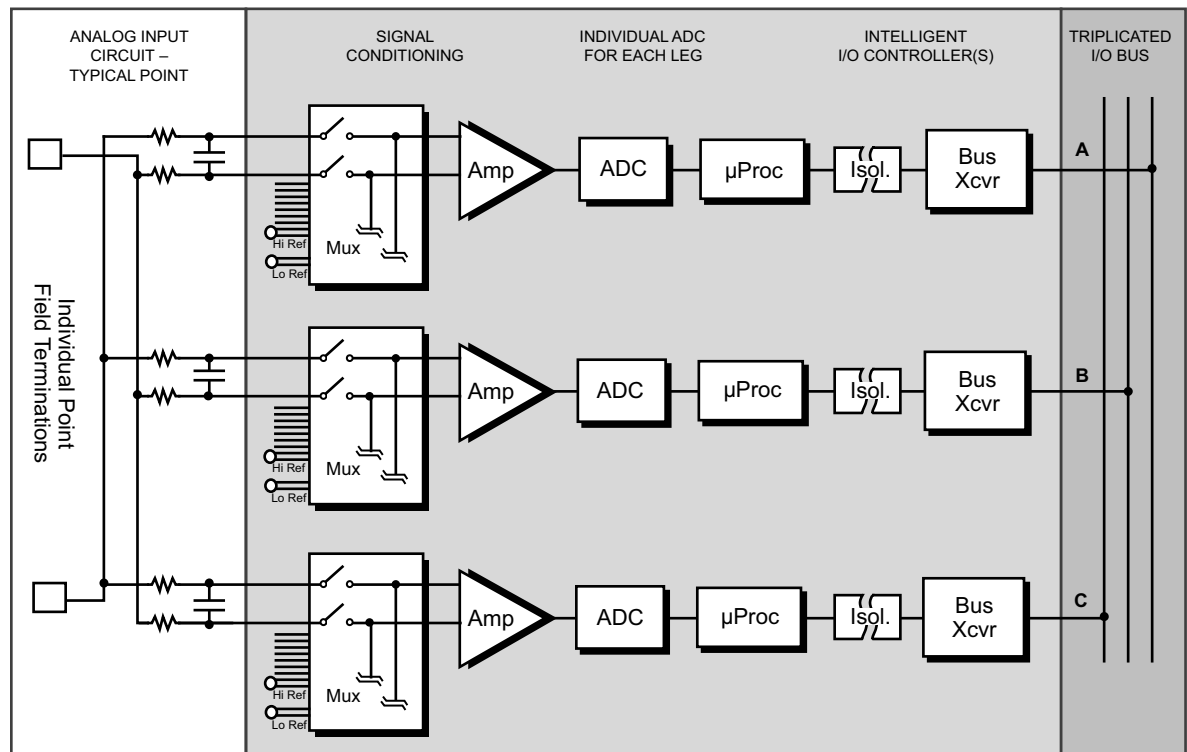 ANALOG INPUT
CIRCUIT –
TYPICAL POINT
SIGNAL
CONDITIONING
INDIVIDUAL ADC
FOR EACH LEG
INTELLIGENT
I/O CONTROLLER(S)
TRIPLICATED
I/O BUS
Individual Point
Field Terminations
Hi Ref
Lo Ref
Mux
Amp
ADC
µProc
Isol.
Bus
Xcvr
A
Hi Ref
Lo Ref
Mux
Amp
ADC
µProc
Isol.
Bus
Xcvr
B
Hi Ref
Lo Ref
Mux
Amp
ADC
µProc
Isol.
Bus
Xcvr
C